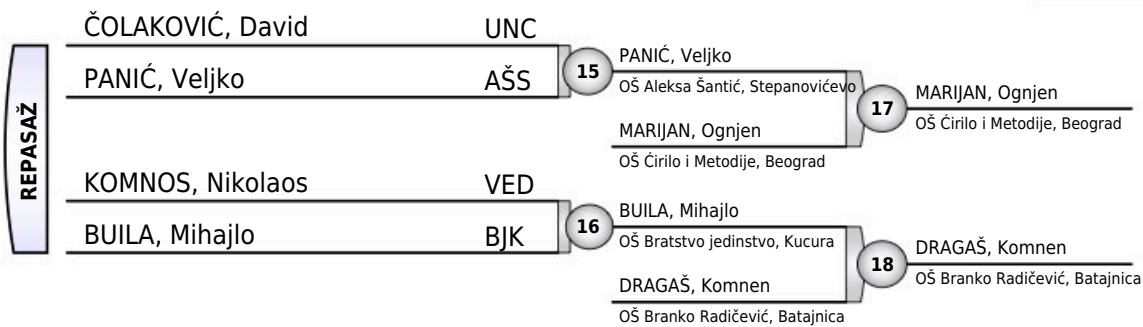 REPASAŽ
ČOLAKOVIĆ, David UNC
PANIĆ, Veljko AŠS
15
PANIĆ, Veljko
OŠ Aleksa Šantić, Stepanovićevo
MARIJAN, Ognjen
OŠ Ćirilo i Metodije, Beograd
17
MARIJAN, Ognjen
OŠ Ćirilo i Metodije, Beograd
KOMNOS, Nikolaos VED
BUILA, Mihajlo BJK
16
BUILA, Mihajlo
OŠ Bratstvo jedinstvo, Kucura
DRAGAŠ, Komnen
OŠ Branko Radičević, Batajnica
18
DRAGAŠ, Komnen
OŠ Branko Radičević, Batajnica